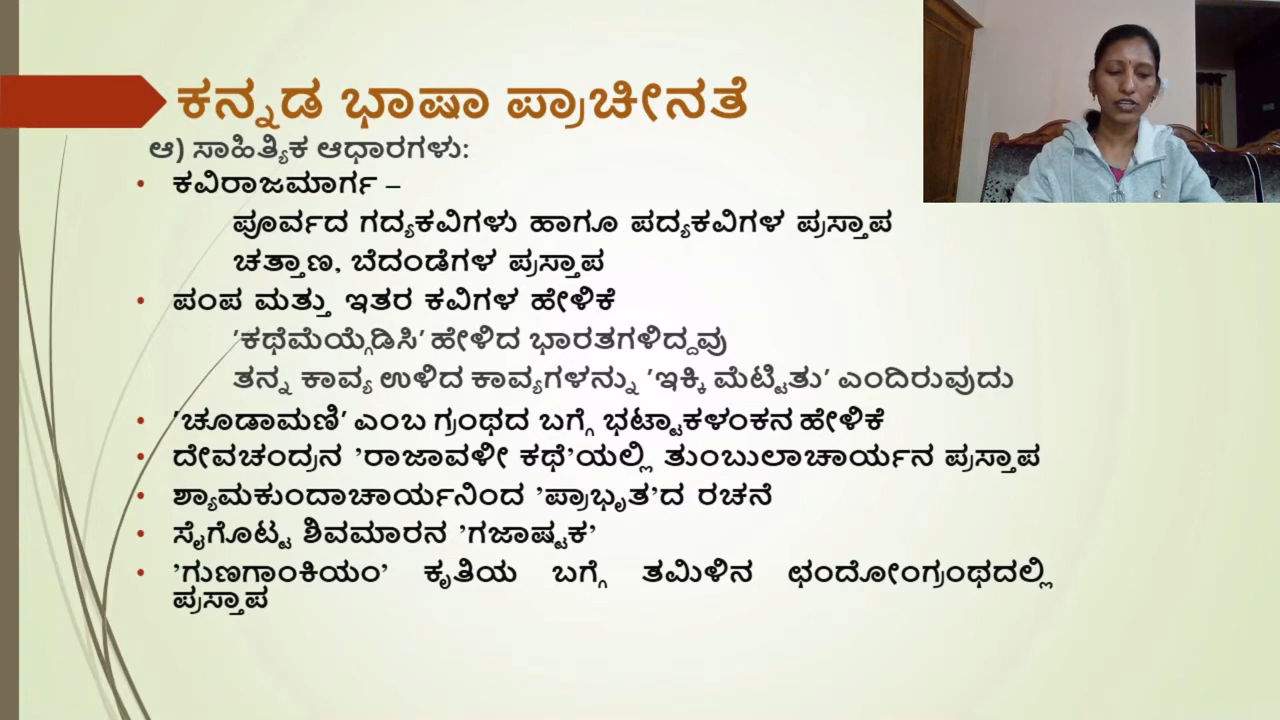 ಕನ್ನಡ ಭಾಷಾ ಪ್ರಾಚೀನತೆ
ಆ) ಸಾಹಿತ್ಯಿಕ ಆಧಾರಗಳು:
• ಕವಿರಾಜಮಾರ್ಗ –
ಪೂರ್ವದ ಗದ್ಯಕವಿಗಳು ಹಾಗೂ ಪದ್ಯಕವಿಗಳ ಪ್ರಸ್ತಾಪ
ಚತ್ತಾಣ, ಬೆದಂಡೆಗಳ ಪ್ರಸ್ತಾಪ
• ಪಂಪ ಮತ್ತು ಇತರ ಕವಿಗಳ ಹೇಳಿಕೆ
'ಕಥೆಮೆಯ್ಗೆಡಿಸಿ' ಹೇಳಿದ ಭಾರತಗಳಿದ್ದವು
ತನ್ನ ಕಾವ್ಯ ಉಳಿದ ಕಾವ್ಯಗಳನ್ನು 'ಇಕ್ಕಿ ಮೆಟ್ಟಿತು' ಎಂದಿರುವುದು
• 'ಚೂಡಾಮಣಿ' ಎಂಬ ಗ್ರಂಥದ ಬಗ್ಗೆ ಭಟ್ಟಾಕಳಂಕನ ಹೇಳಿಕೆ
• ದೇವಚಂದ್ರನ ’ರಾಜಾವಳೀ ಕಥೆ’ಯಲ್ಲಿ ತುಂಬುಲಾಚಾರ್ಯನ ಪ್ರಸ್ತಾಪ
• ಶ್ಯಾಮಕುಂದಾಚಾರ್ಯನಿಂದ ’ಪ್ರಾಭೃತ’ದ ರಚನೆ
• ಸೈಗೊಟ್ಟ ಶಿವಮಾರನ ’ಗಜಾಷ್ಟಕ’
• ’ಗುಣಗಾಂಕಿಯಂ’ ಕೃತಿಯ ಬಗ್ಗೆ ತಮಿಳಿನ ಛಂದೋಂಗ್ರಂಥದಲ್ಲಿ
ಪ್ರಸ್ತಾಪ